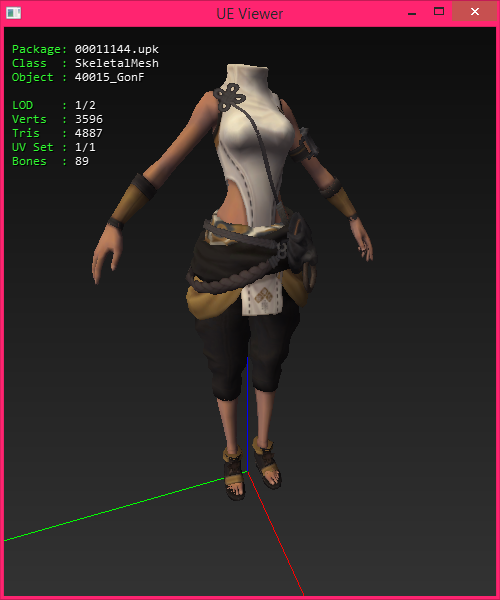 UE Viewer
Package: 00011144.upk
Class : SkeletalMesh
Object : 40015_GonF
LOD : 1/2
Verts : 3596
Tris : 4887
UV Set : 1/1
Bones : 89